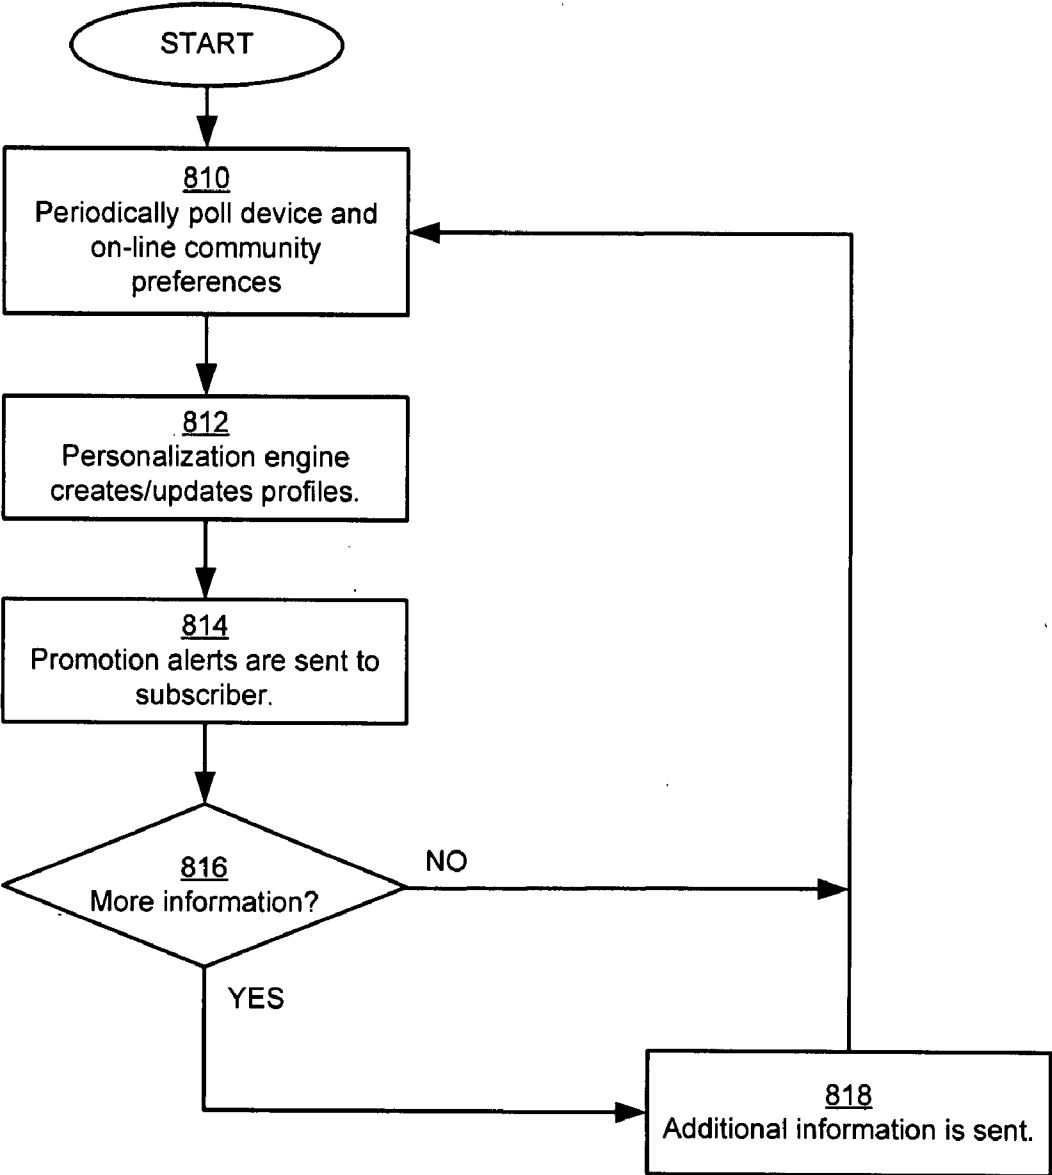 START
810
Periodically poll device and
on-line community
preferences
812
Personalization engine
creates/updates profiles.
814
Promotion alerts are sent to
subscriber.
816
More information?
NO
YES
818
Additional information is sent.